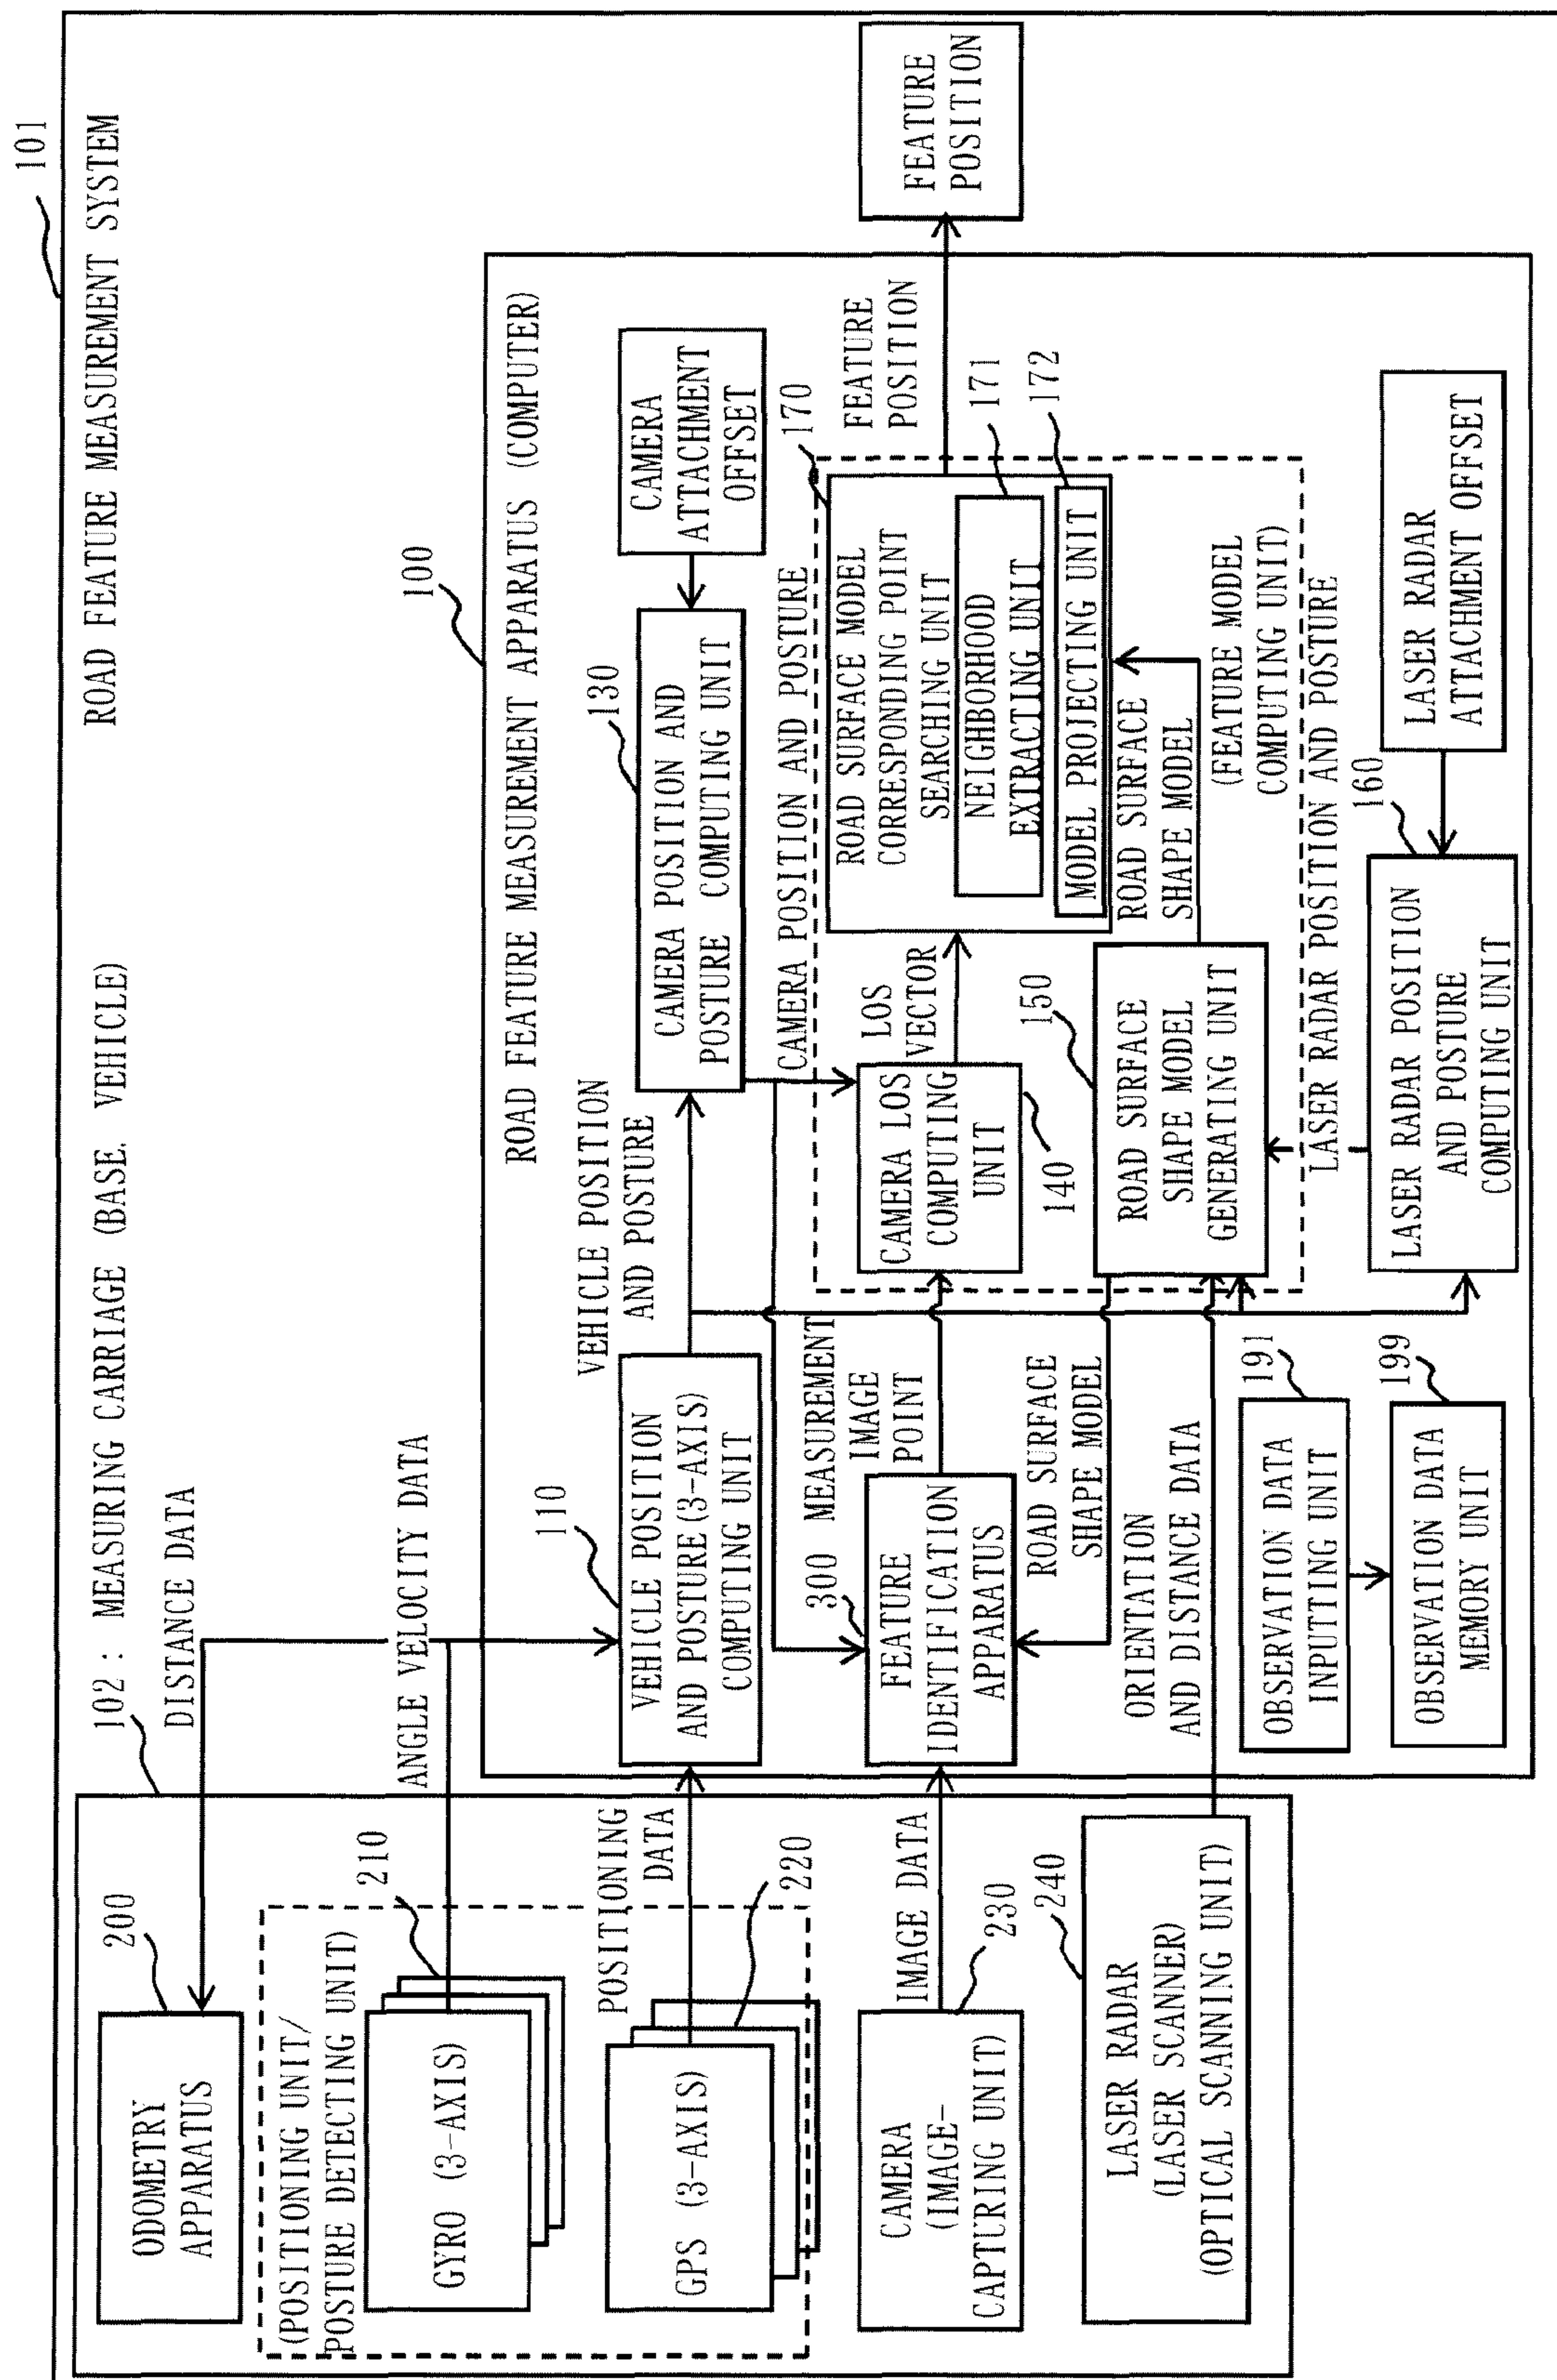 101
ROAD FEATURE MEASUREMENT SYSTEM
102: MEASURING CARRIAGE (BASE. VEHICLE)
DISTANCE DATA
200
ODOMETRY
APPARATUS
(POSITIONING UNIT/
POSTURE DETECTING UNIT)
210
ANGLE VELOCITY DATA
GYRO (3-AXIS)
POSITIONING
DATA
220
GPS (3-AXIS)
IMAGE DATA
230
CAMERA
(IMAGE-
CAPTURING UNIT)
240
LASER RADAR
(LASER SCANNER)
(OPTICAL SCANNING UNIT)
100
ROAD FEATURE MEASUREMENT APPARATUS (COMPUTER)
110
VEHICLE POSITION
AND POSTURE(3-AXIS)
COMPUTING UNIT
VEHICLE POSITION
AND POSTURE
130
CAMERA POSITION AND
POSTURE COMPUTING UNIT
CAMERA
ATTACHMENT
OFFSET
CAMERA POSITION AND POSTURE
300
FEATURE
IDENTIFICATION
APPARATUS
MEASUREMENT
IMAGE
POINT
ROAD SURFACE
SHAPE MODEL
ORIENTATION
AND DISTANCE DATA
CAMERA LOS
COMPUTING
UNIT
140
LOS
VECTOR
170
ROAD SURFACE MODEL
CORRESPONDING POINT
SEARCHING UNIT
171
NEIGHBORHOOD
EXTRACTING UNIT
172
MODEL PROJECTING UNIT
FEATURE
POSITION
FEATURE
POSITION
150
ROAD SURFACE
SHAPE MODEL
GENERATING UNIT
ROAD SURFACE
SHAPE MODEL
(FEATURE MODEL
COMPUTING UNIT)
LASER RADAR POSITION AND POSTURE
160
LASER RADAR POSITION
AND POSTURE
COMPUTING UNIT
LASER RADAR
ATTACHMENT OFFSET
191
OBSERVATION DATA
INPUTING UNIT
199
OBSERVATION DATA
MEMORY UNIT